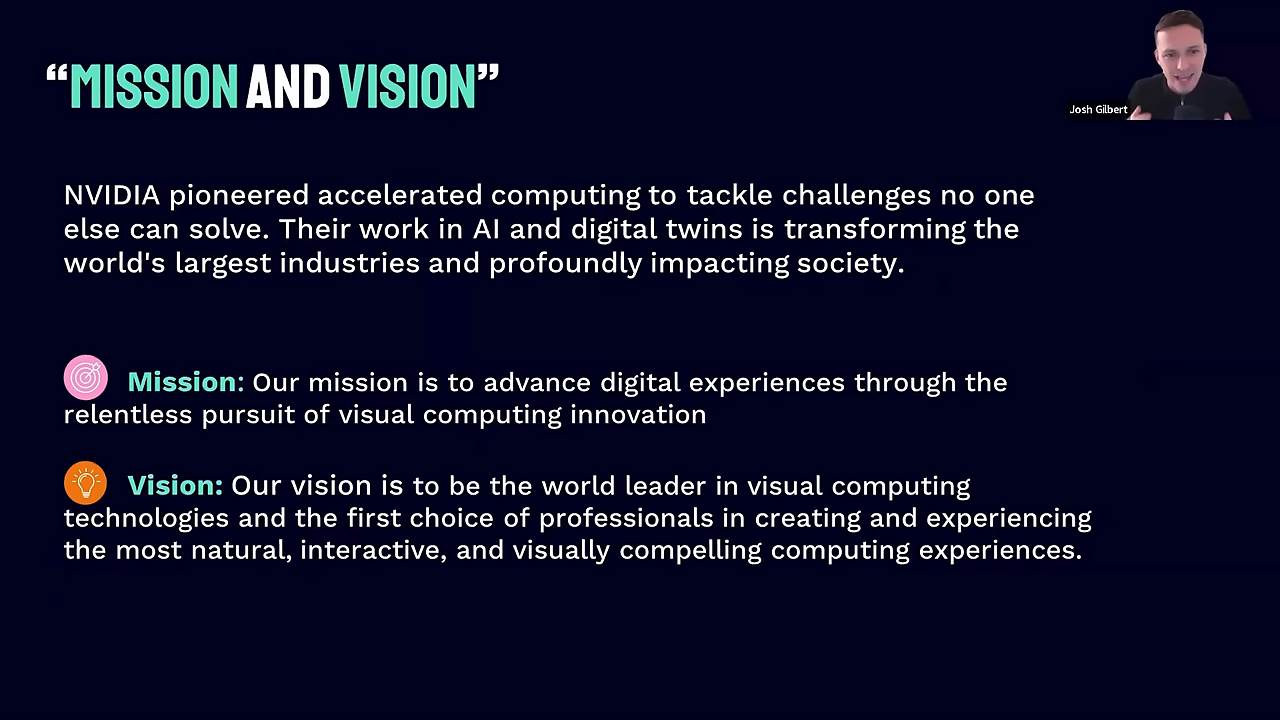 “MISSION AND VISION”
Josh Gilbert
NVIDIA pioneered accelerated computing to tackle challenges no one
else can solve. Their work in AI and digital twins is transforming the
world's largest industries and profoundly impacting society.
Mission: Our mission is to advance digital experiences through the
relentless pursuit of visual computing innovation
Vision: Our vision is to be the world leader in visual computing
technologies and the first choice of professionals in creating and experiencing
the most natural, interactive, and visually compelling computing experiences.